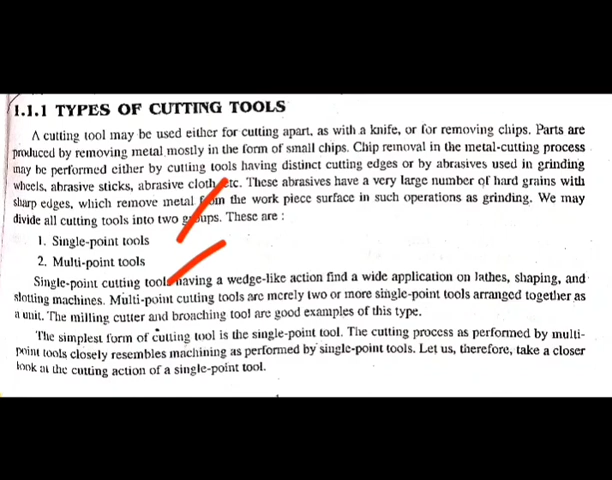 1.1.1 TYPES OF CUTTING TOOLS
A cutting tool may be used either for cutting apart, as with a knife, or for removing chips. Parts are
produced by removing metal mostly in the form of small chips. Chip removal in the metal-cutting process
may be performed either by cutting tools having distinct cutting edges or by abrasives used in grinding
wheels, abrasive sticks, abrasive cloth etc. These abrasives have a very large number of hard grains with
sharp edges, which remove metal from the work piece surface in such operations as grinding. We may
divide all cutting tools into two groups. These are :
1. Single-point tools
2. Multi-point tools
Single-point cutting tools having a wedge-like action find a wide application on lathes, shaping, and
slotting machines. Multi-point cutting tools are merely two or more single-point tools arranged together as
a unit. The milling cutter and broaching tool are good examples of this type.
The simplest form of cutting tool is the single-point tool. The cutting process as performed by multi-
point tools closely resembles machining as performed by single-point tools. Let us, therefore, take a closer
look at the cutting action of a single-point tool.